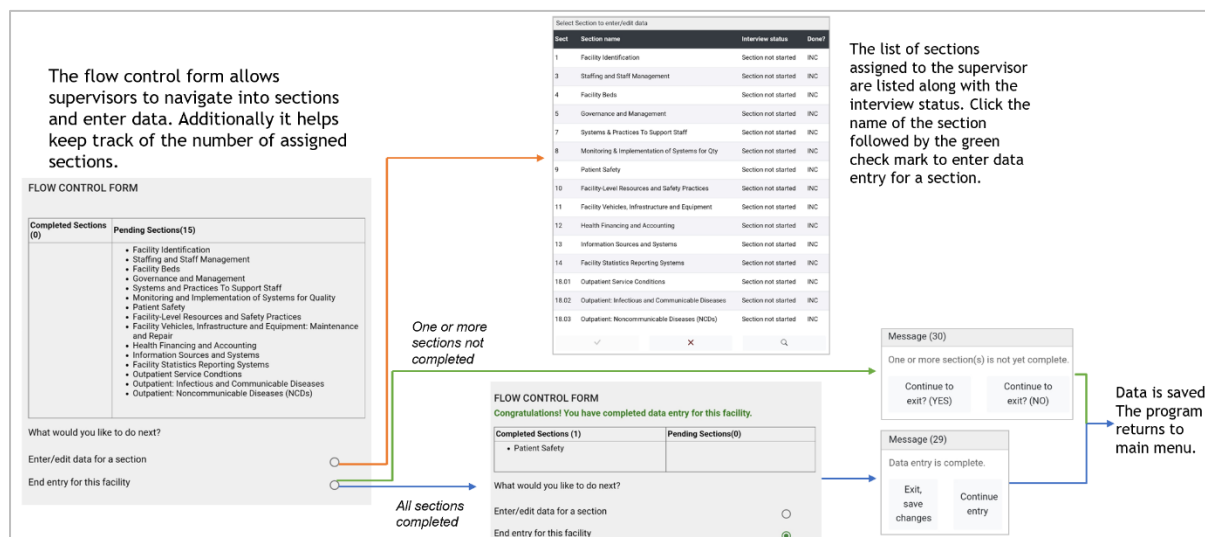 The flow control form allows
supervisors to navigate into sections
and enter data. Additionally it helps
keep track of the number of assigned
sections.
FLOW CONTROL FORM
Completed Sections
(0)
Pending Sections(15)
• Facility Identification
• Staffing and Staff Management
• Facility Beds
• Governance and Management
• Systems and Practices To Support Staff
• Monitoring and Implementation of Systems for Quality
• Patient Safety
• Facility-Level Resources and Safety Practices
• Facility Vehicles, Infrastructure and Equipment: Maintenance
and Repair
• Health Financing and Accounting
• Information Sources and Systems
• Facility Statistics Reporting Systems
• Outpatient Service Condtions
• Outpatient: Infectious and Communicable Diseases
• Outpatient: Noncommunicable Diseases (NCDs)
What would you like to do next?
Enter/edit data for a section
End entry for this facility
Select Section to enter/edit data
Sect Section name Interview status Done?
1 Facility Identification Section not started INC
3 Staffing and Staff Management Section not started INC
4 Facility Beds Section not started INC
5 Governance and Management Section not started INC
7 Systems & Practices To Support Staff Section not started INC
8 Monitoring & Implementation of Systems for Qty Section not started INC
9 Patient Safety Section not started INC
10 Facility-Level Resources and Safety Practices Section not started INC
11 Facility Vehicles, Infrastructure and Equipment Section not started INC
12 Health Financing and Accounting Section not started INC
13 Information Sources and Systems Section not started INC
14 Facility Statistics Reporting Systems Section not started INC
18.01 Outpatient Service Conditions Section not started INC
18.02 Outpatient: Infectious and Communicable Diseases Section not started INC
18.03 Outpatient: Noncommunicable Diseases (NCDs) Section not started INC
The list of sections
assigned to the supervisor
are listed along with the
interview status. Click the
name of the section
followed by the green
check mark to enter data
entry for a section.
One or more
sections not
completed
All sections
completed
FLOW CONTROL FORM
Congratulations! You have completed data entry for this facility.
Completed Sections (1) Pending Sections(0)
• Patient Safety
What would you like to do next?
Enter/edit data for a section
End entry for this facility
Message (30)
One or more section(s) is not yet complete.
Continue to
exit? (YES)
Continue to
exit? (NO)
Message (29)
Data entry is complete.
Exit,
save
changes
Continue
entry
Data is saved
The program
returns to
main menu.